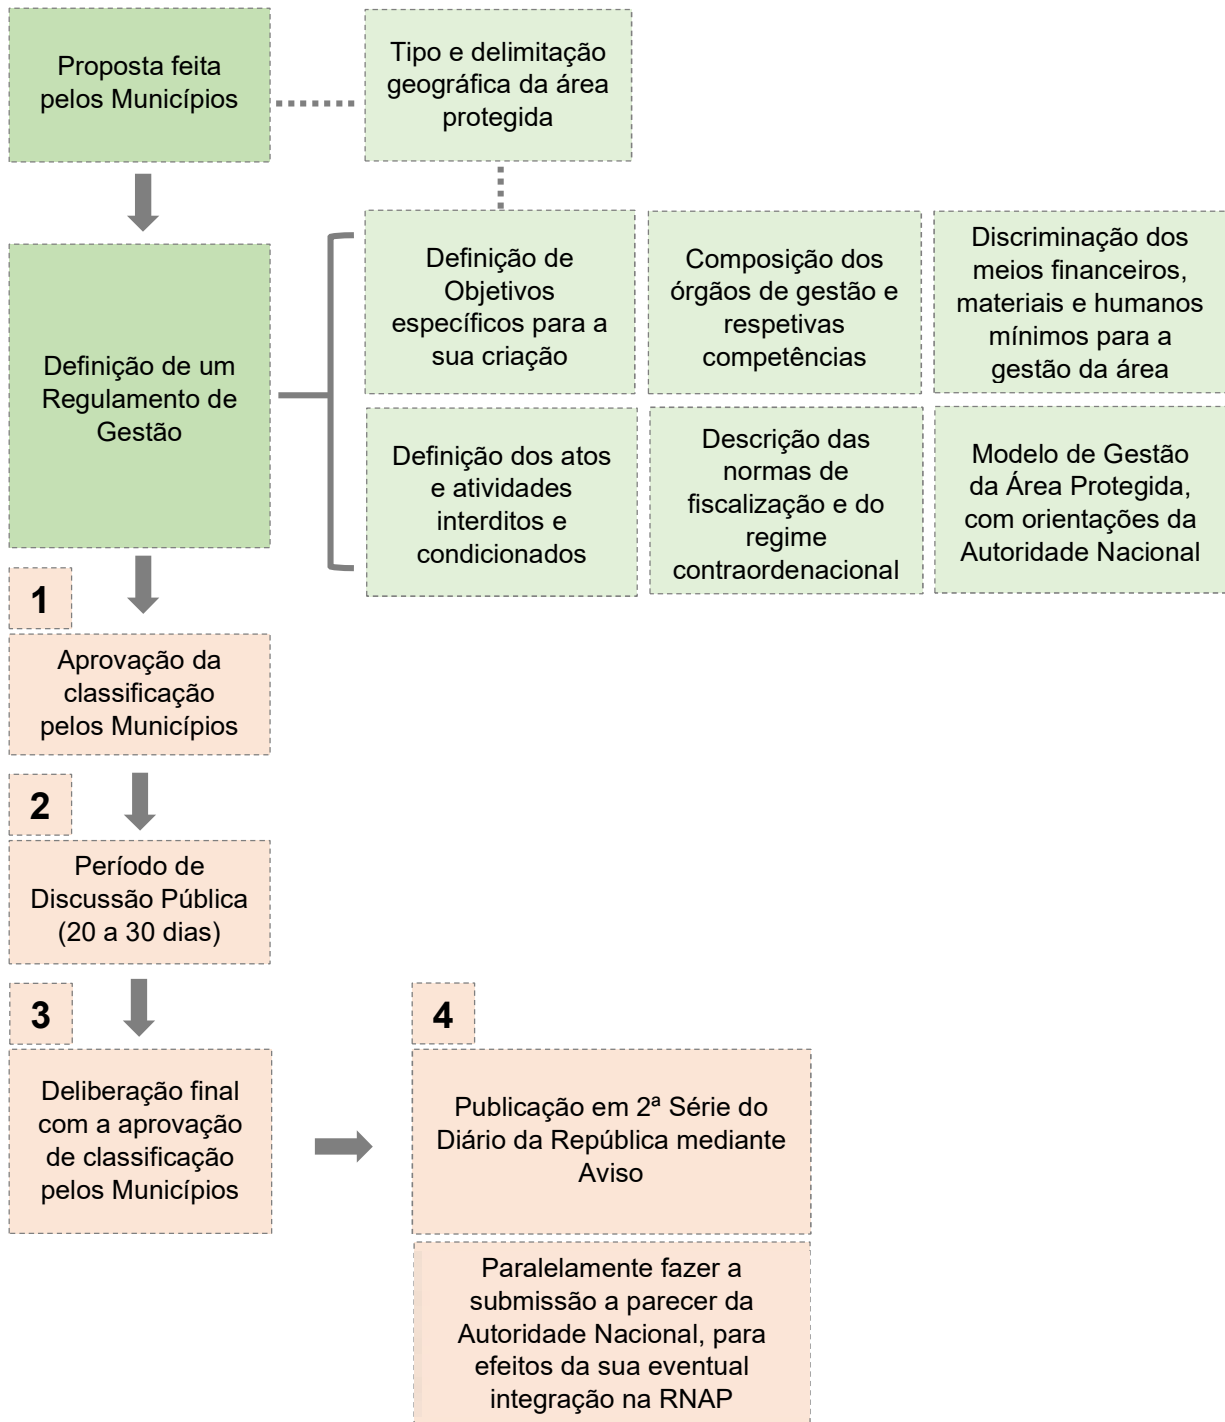 Proposta feita
pelos Municípios
Tipo e delimitação
geográfica da área
protegida
Definição de um
Regulamento de
Gestão
Definição de
Objetivos
específicos para a
sua criação
Composição dos
órgãos de gestão e
respetivas
competências
Discriminação dos
meios financeiros,
materiais e humanos
mínimos para a
gestão da área
Definição dos atos
e atividades
interditos e
condicionados
Descrição das
normas de
fiscalização e do
regime
contraordenacional
Modelo de Gestão
da Área Protegida,
com orientações da
Autoridade Nacional
1
Aprovação da
classificação
pelos Municípios
2
Período de
Discussão Pública
(20 a 30 dias)
3
Deliberação final
com a aprovação
de classificação
pelos Municípios
4
Publicação em 2ª Série do
Diário da República mediante
Aviso
Paralelamente fazer a
submissão a parecer da
Autoridade Nacional, para
efeitos da sua eventual
integração na RNAP